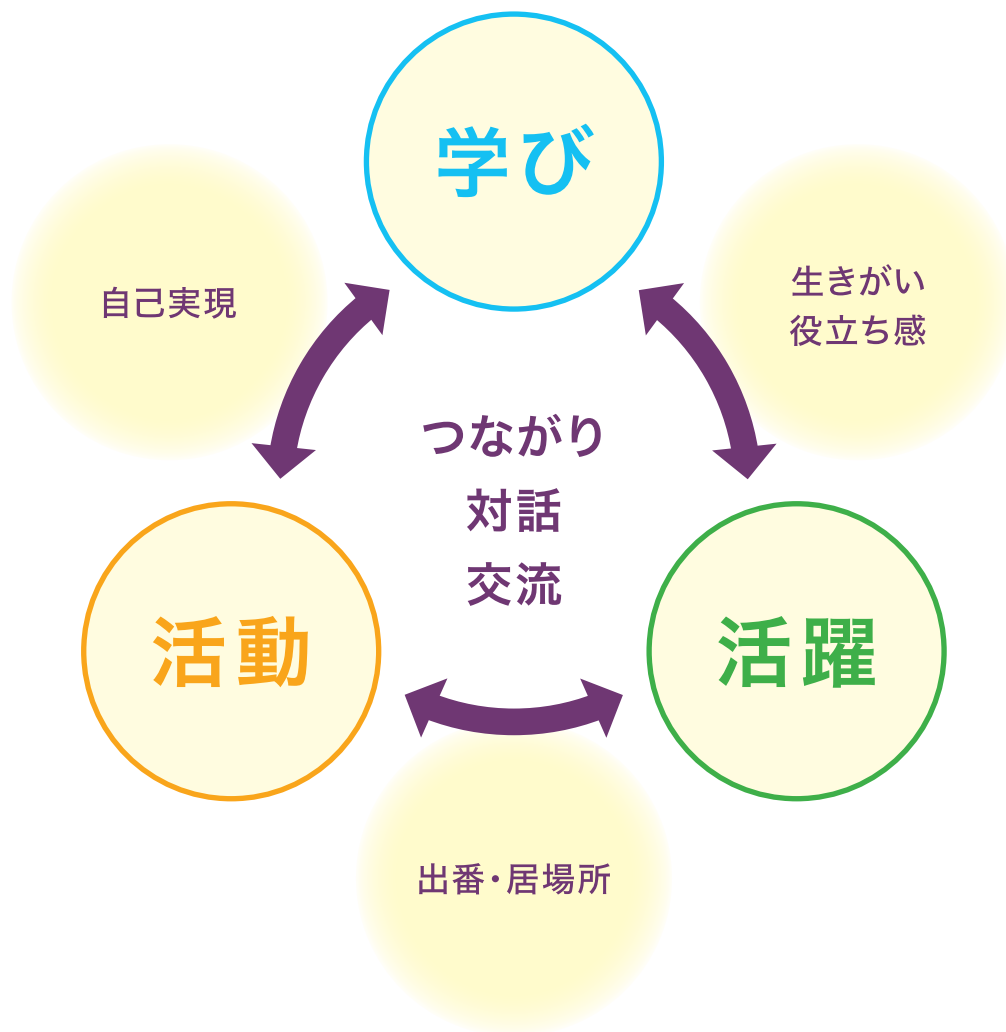 学び
自己実現
生きがい
役立ち感
つながり
対話
交流
活動
活躍
出番・居場所